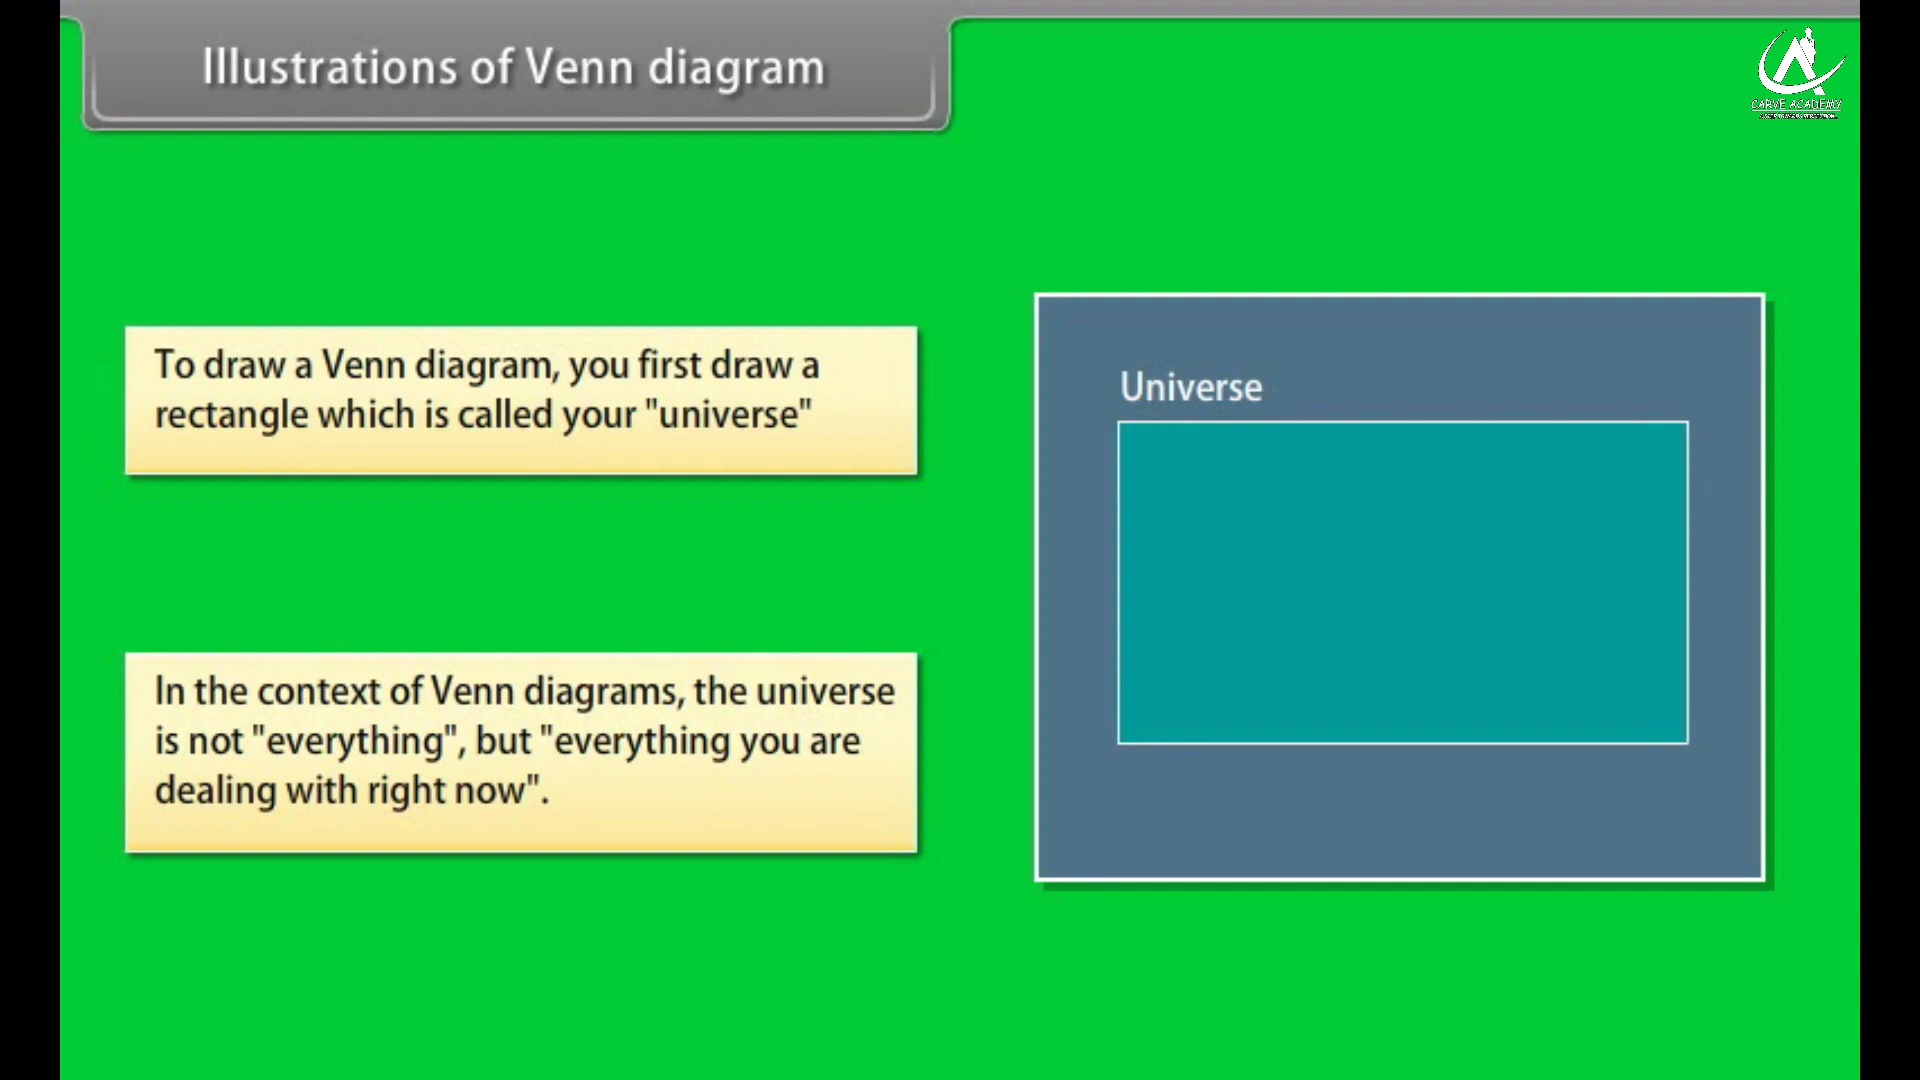 Illustrations of Venn diagram
CARVE ACADEMY
To draw a Venn diagram, you first draw a
rectangle which is called your "universe"
Universe
In the context of Venn diagrams, the universe
is not "everything", but "everything you are
dealing with right now".